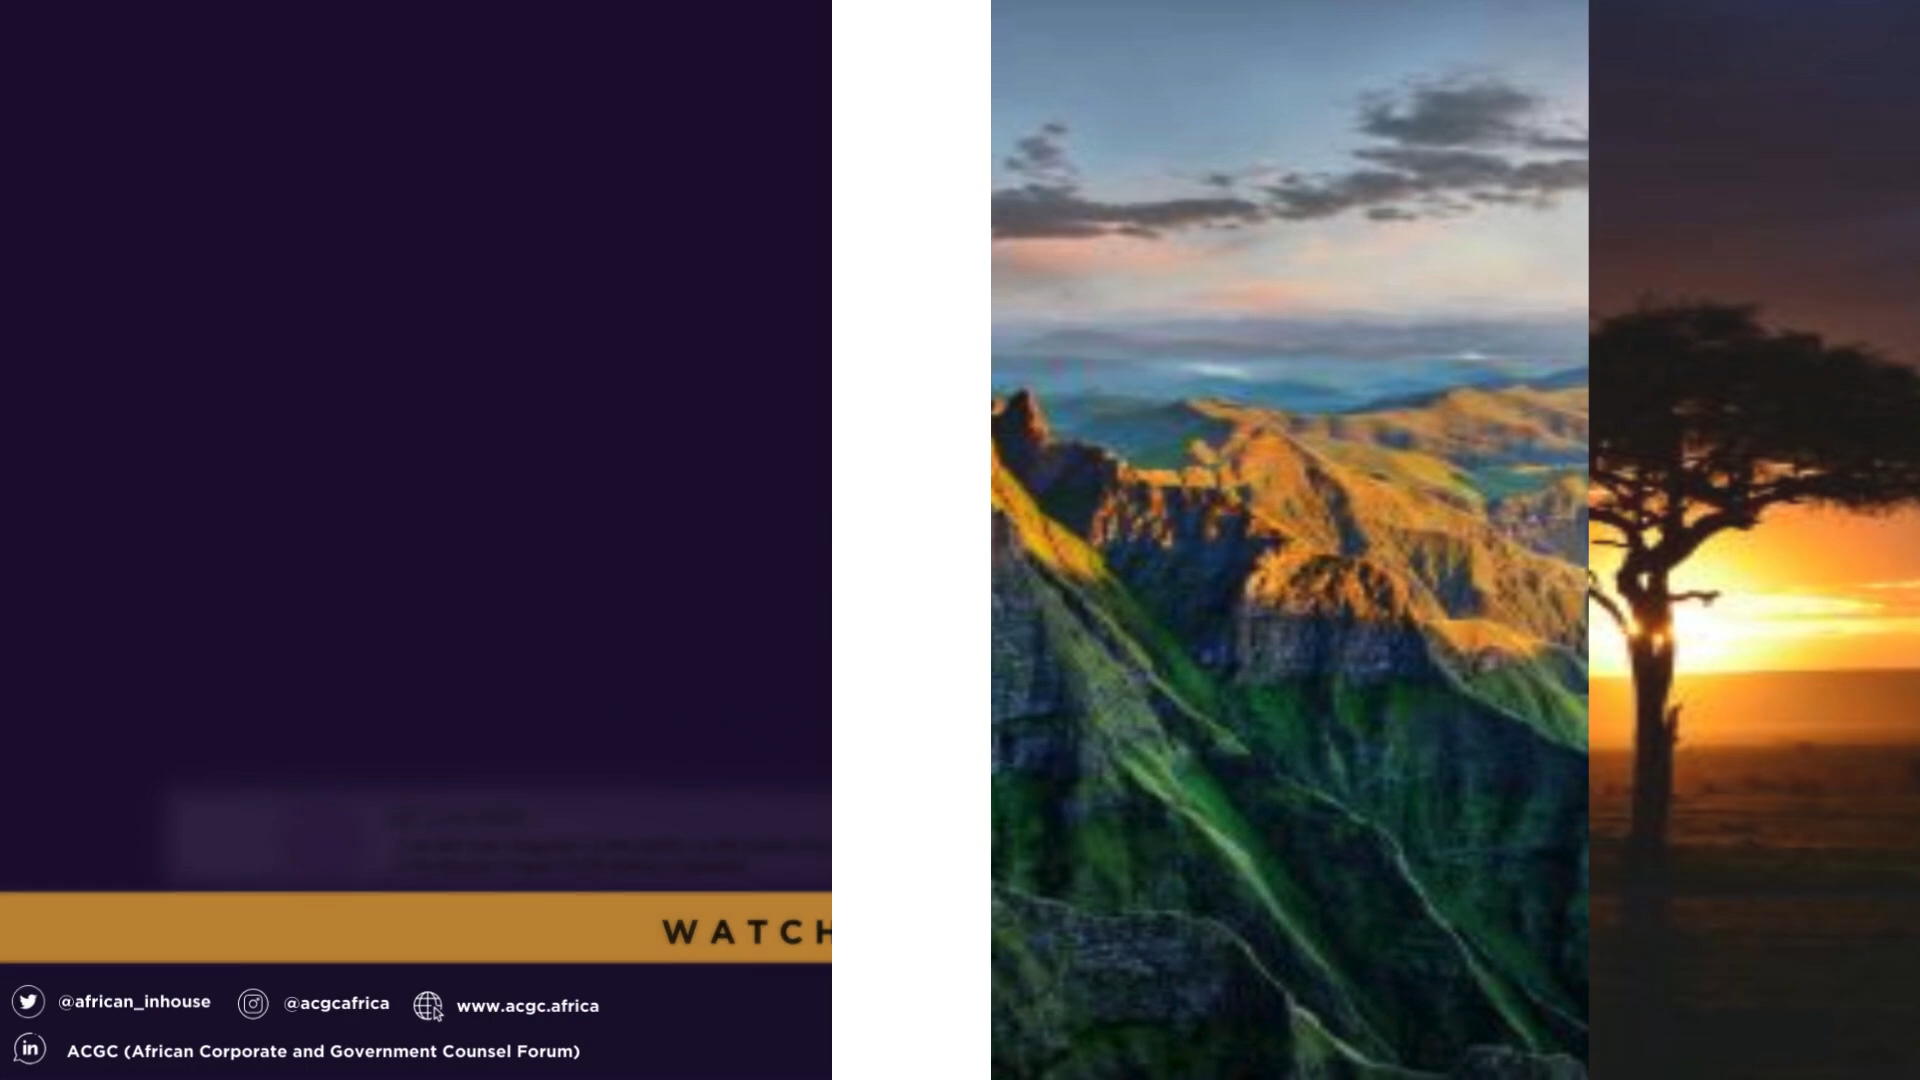 WATCH
@african_inhouse @acgcafrica www.acgc.africa
ACGC (African Corporate and Government Counsel Forum)